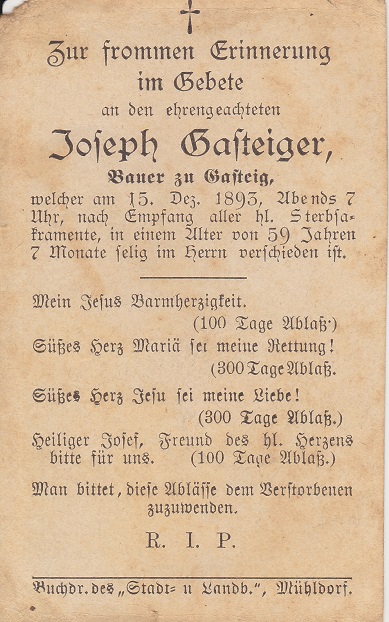 †
Zur frommen Erinnerung
im Gebete
an den ehrengeachteten
Joseph Gasteiger,
Bauer zu Gasteig,
welcher am 15. Dez. 1893, Abends 7
Uhr, nach Empfang aller hl. Sterbsa-
kramente, in einem Alter von 59 Jahren
7 Monate selig im Herrn verschieden ist.
Mein Jesus Barmherzigkeit.
(100 Tage Ablaß.)
Süßes Herz Mariä sei meine Rettung!
(300 Tage Ablaß.
Süßes Herz Jesu sei meine Liebe!
(300 Tage Ablaß.)
Heiliger Josef, Freund des hl. Herzens
bitte für uns. (100 Tage Ablaß.)
Man bittet, diese Ablässe dem Verstorbenen
zuzuwenden.
R. I. P.
Buchdr. des „Stadt- u Landb.", Mühldorf.